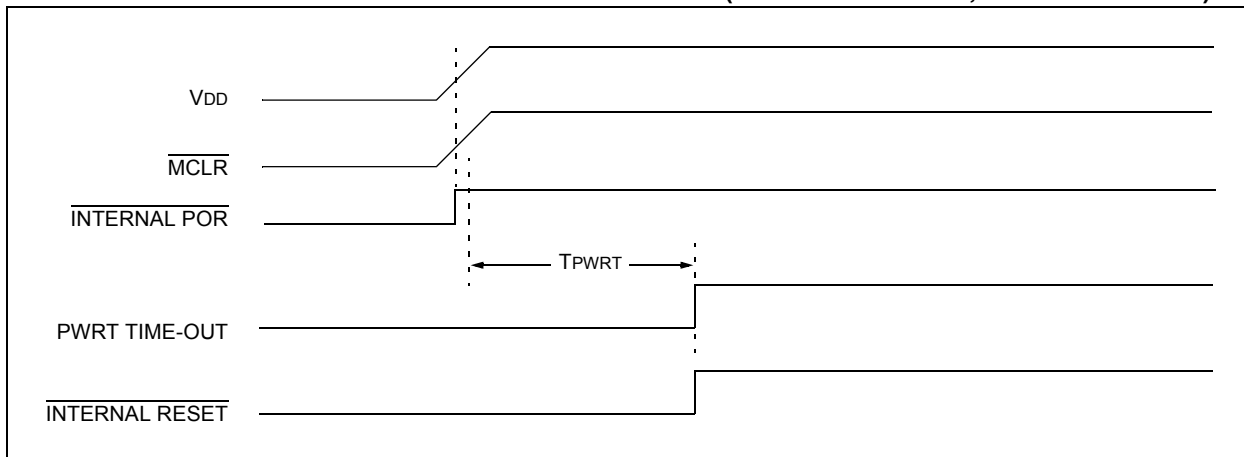 VDD
MCLR
INTERNAL POR
TPWRT
PWRT TIME-OUT
INTERNAL RESET